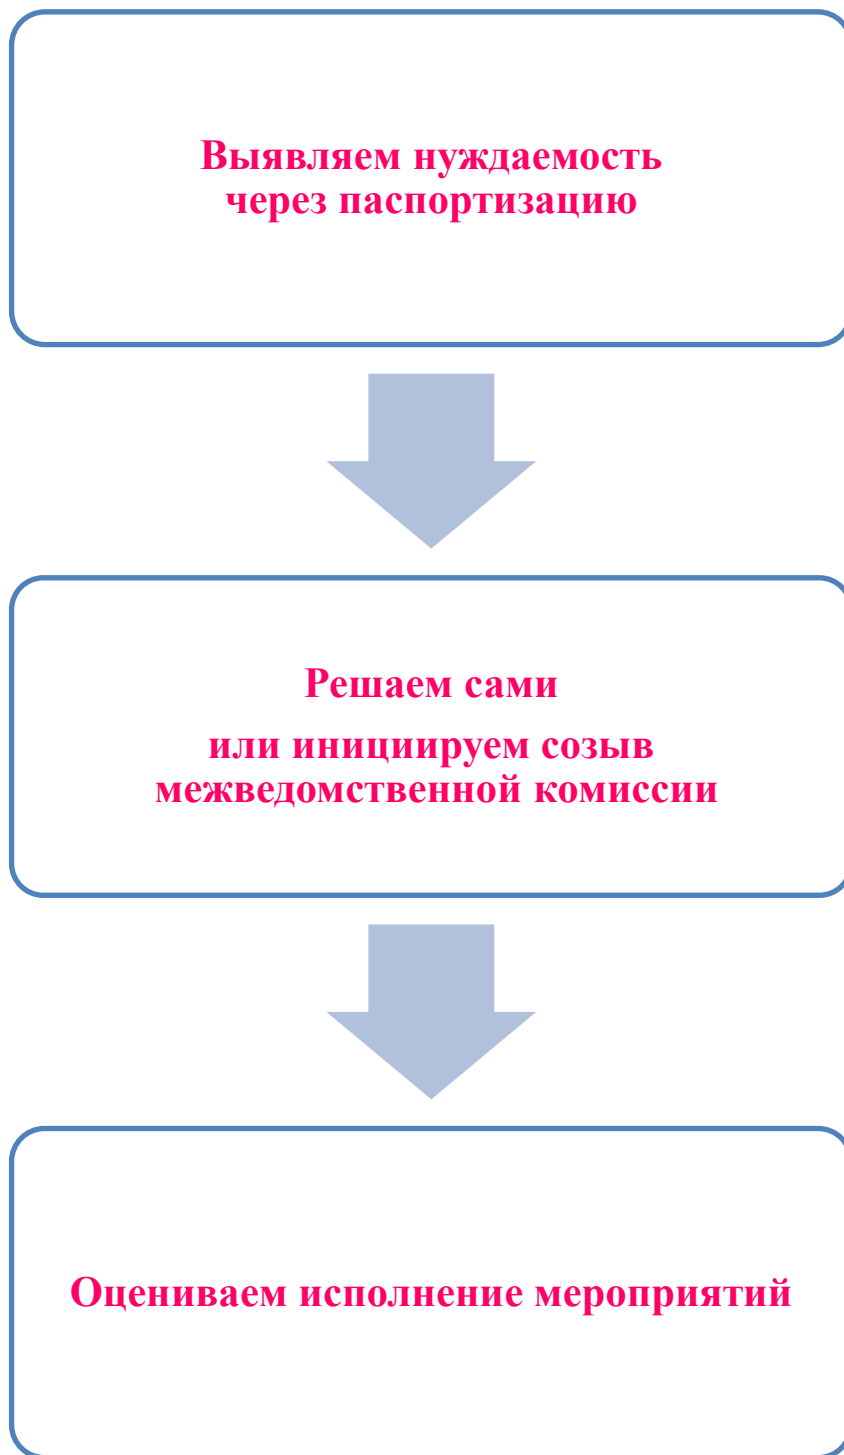 Выявляем нуждаемость
через паспортизацию
Решаем сами
или инициируем созыв
межведомственной комиссии
Оцениваем исполнение мероприятий